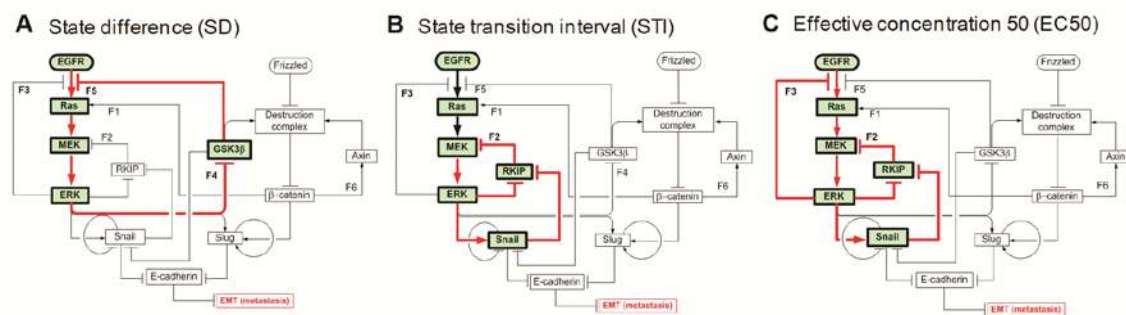 A State difference (SD)
EGFR
Frizzled
F3
F5
Ras
F1
Destruction
complex
MEK
F2
GSK3β
RKIP
F4
Axin
ERK
β-catenin
F6
Snail
Slug
E-cadherin
EMT (metastasis)
B State transition interval (STI)
EGFR
Frizzled
F3
F5
Ras
F1
Destruction
complex
MEK
F2
GSK3β
RKIP
F4
Axin
ERK
β-catenin
F6
Snail
Slug
E-cadherin
EMT (metastasis)
C Effective concentration 50 (EC50)
EGFR
Frizzled
F3
F5
Ras
F1
Destruction
complex
MEK
F2
GSK3β
RKIP
F4
Axin
ERK
β-catenin
F6
Snail
Slug
E-cadherin
EMT (metastasis)